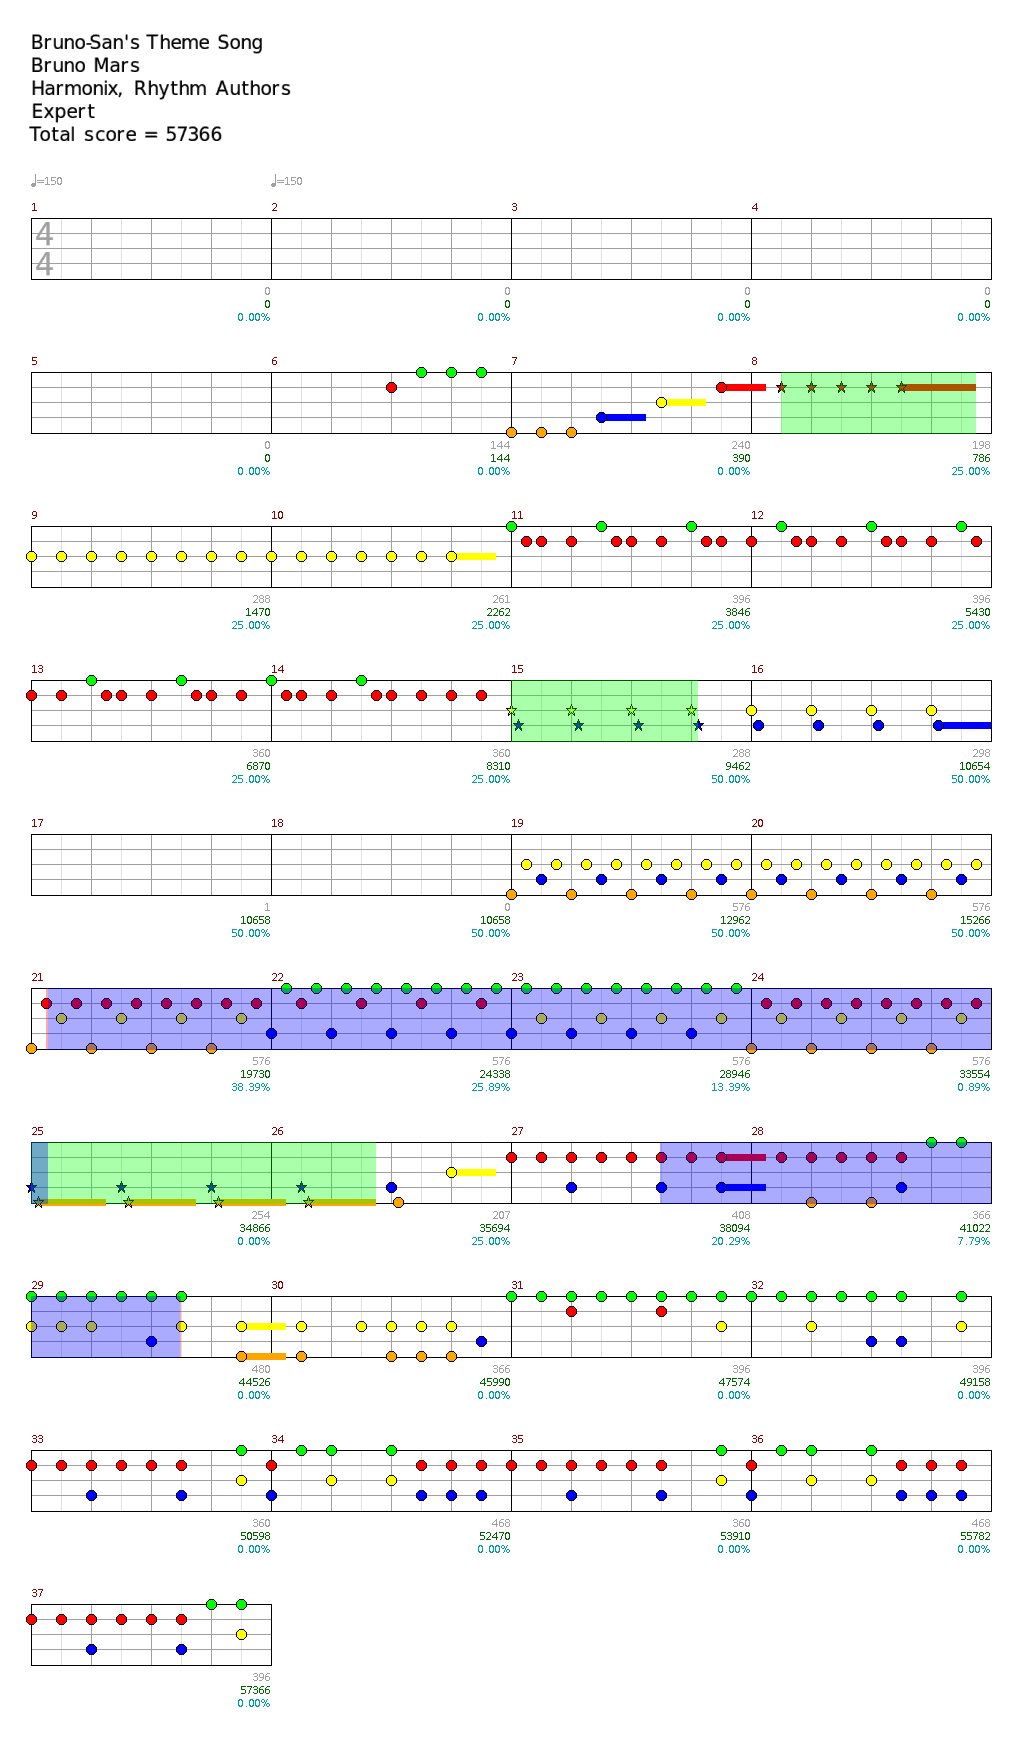 Bruno-San's Theme Song
Bruno Mars
Harmonix, Rhythm Authors
Expert
Total score = 57366
♩=150 ♩=150
1 2 3 4
4
4
0 0 0 0
0 0 0 0
0.00% 0.00% 0.00% 0.00%
5 6 7 8
0 144 240 198
0 144 390 786
0.00% 0.00% 0.00% 25.00%
9 10 11 12
288 261 396 396
1470 2262 3846 5430
25.00% 25.00% 25.00% 25.00%
13 14 15 16
360 360 288 298
6870 8310 9462 10654
25.00% 25.00% 50.00% 50.00%
17 18 19 20
1 0 576 576
10658 10658 12962 15266
50.00% 50.00% 50.00% 50.00%
21 22 23 24
576 576 576 576
19730 24338 28946 33554
38.39% 25.89% 13.39% 0.89%
25 26 27 28
254 207 408 366
34866 35694 38094 41022
0.00% 25.00% 20.29% 7.79%
29 30 31 32
480 366 396 396
44526 45990 47574 49158
0.00% 0.00% 0.00% 0.00%
33 34 35 36
360 468 360 468
50598 52470 53910 55782
0.00% 0.00% 0.00% 0.00%
37
396
57366
0.00%